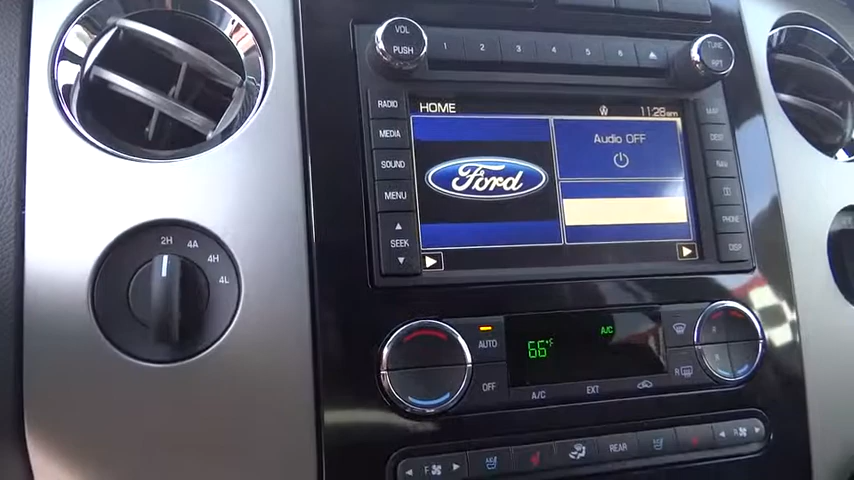 VOL
PUSH
1 2 3 4 5 6
TUNE
RPT
RADIO
MEDIA
SOUND
MENU
SEEK
HOME
11:28am
Audio OFF
Ford
MAP
DEST
NAV
PHONE
DISP
2H 4A 4H 4L
AUTO
OFF
66°F
A/C
R
A/C EXT
F
REAR
R